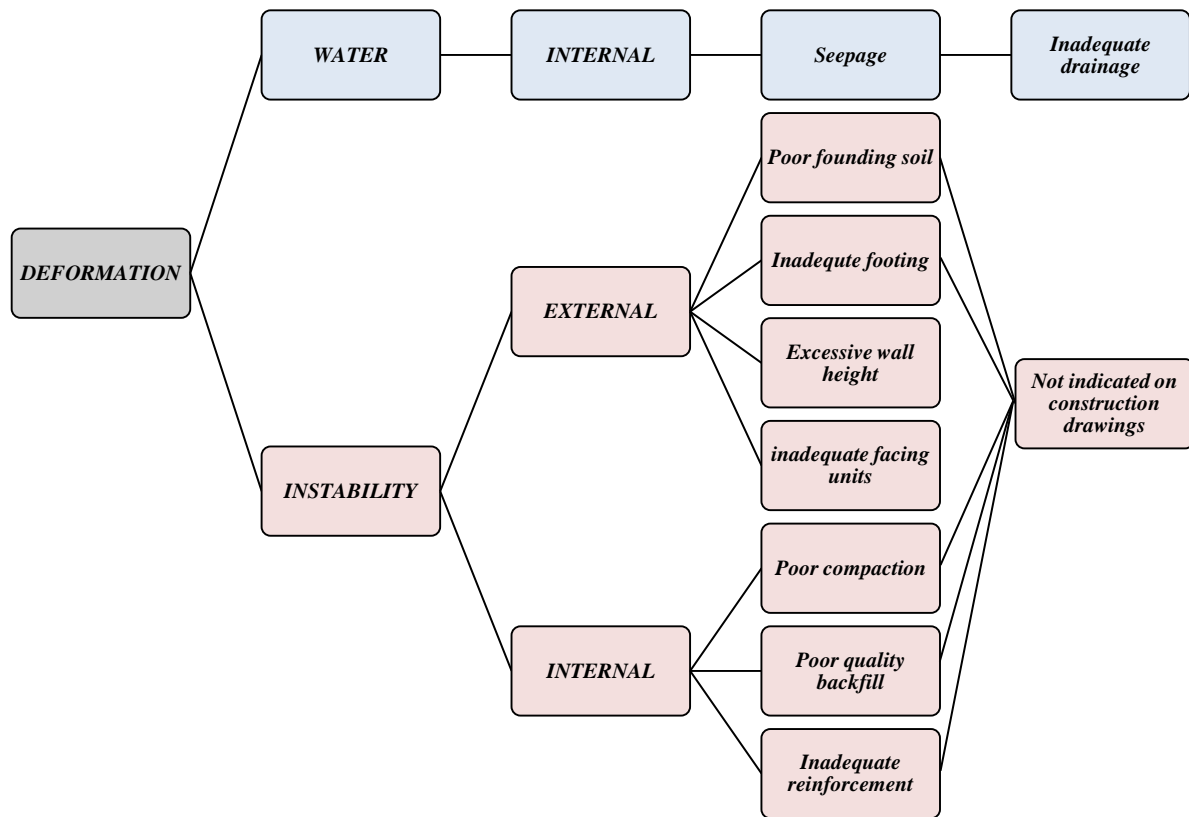 WATER
INTERNAL
Seepage
Inadequate
drainage
Poor founding soil
DEFORMATION
Inadequte footing
EXTERNAL
Excessive wall
height
Not indicated on
construction
drawings
inadequate facing
units
INSTABILITY
Poor compaction
INTERNAL
Poor quality
backfill
Inadequate
reinforcement